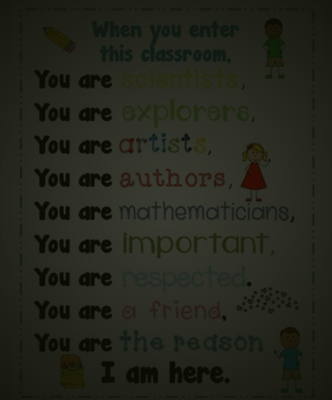 When you enter
this classroom,
You are scientists,
You are explorers,
You are artists,
You are authors,
You are mathematicians,
You are important,
You are respected.
You are a friend,
You are the reason
I am here.